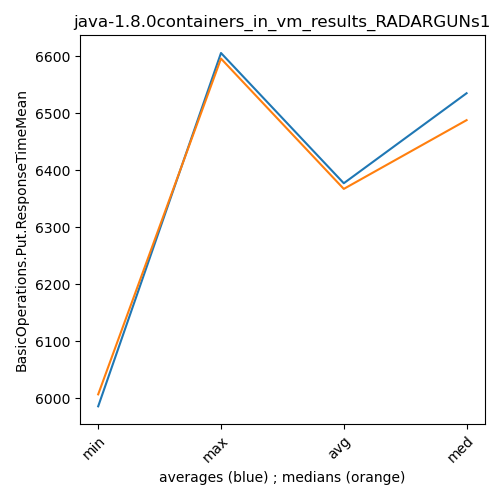 java-1.8.0containers_in_vm_results_RADARGUNs1
BasicOperations.Put.ResponseTimeMean
6600
6500
6400
6300
6200
6100
6000
min
max
avg
med
averages (blue) ; medians (orange)